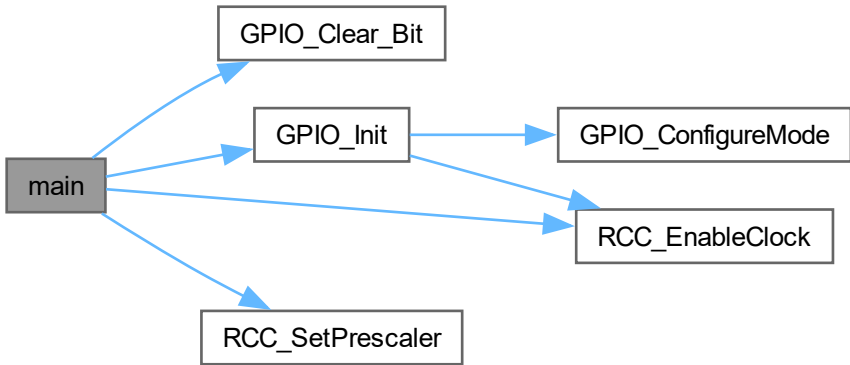 GPIO_Clear_Bit
GPIO_Init
GPIO_ConfigureMode
main
RCC_EnableClock
RCC_SetPrescaler